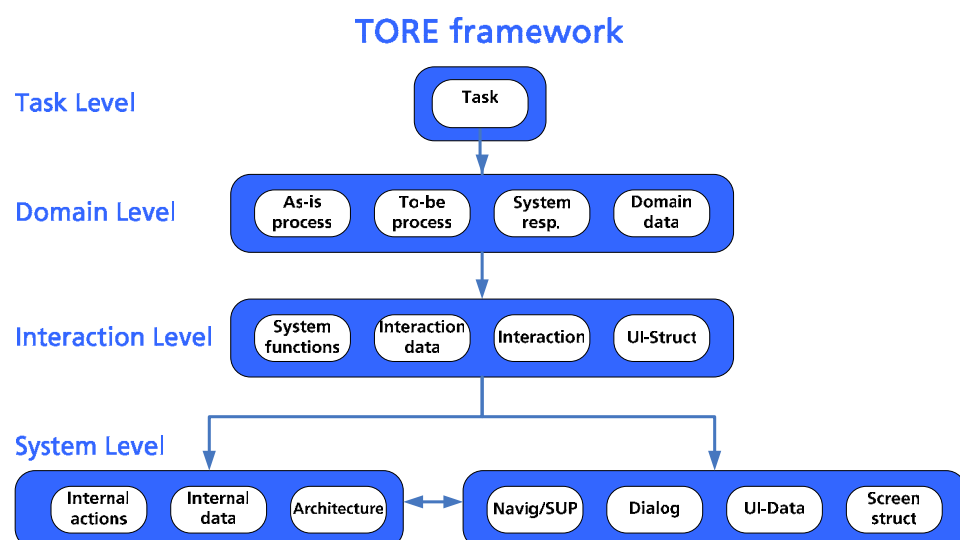 TORE framework
Task Level
Task
Domain Level
As-is
process
To-be
process
System
resp.
Domain
data
Interaction Level
System
functions
Interaction
data
Interaction
UI-Struct
System Level
Internal
actions
Internal
data
Architecture
Navig/SUP
Dialog
UI-Data
Screen
struct